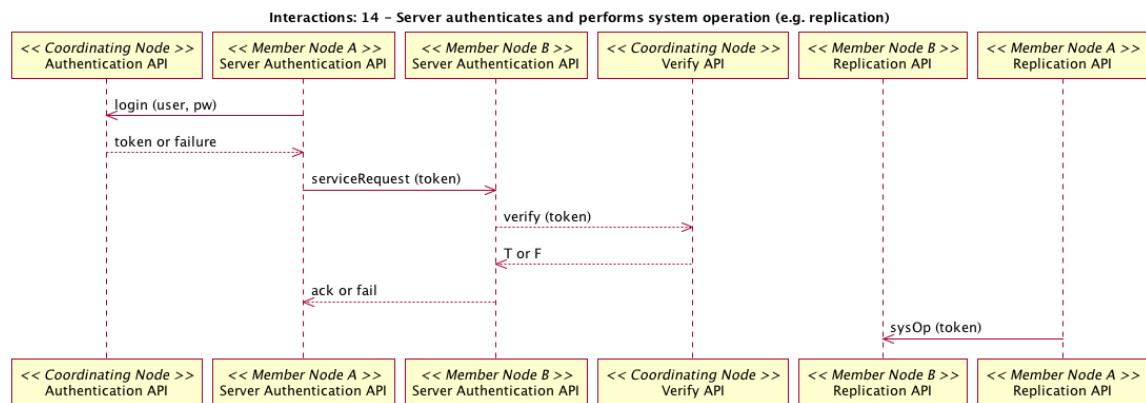 Interactions: 14 – Server authenticates and performs system operation (e.g. replication)
<< Coordinating Node >>
Authentication API
<< Member Node A >>
Server Authentication API
<< Member Node B >>
Server Authentication API
<< Coordinating Node >>
Verify API
<< Member Node B >>
Replication API
<< Member Node A >>
Replication API
login (user, pw)
token or failure
serviceRequest (token)
verify (token)
T or F
ack or fail
sysOp (token)
<< Coordinating Node >>
Authentication API
<< Member Node A >>
Server Authentication API
<< Member Node B >>
Server Authentication API
<< Coordinating Node >>
Verify API
<< Member Node B >>
Replication API
<< Member Node A >>
Replication API